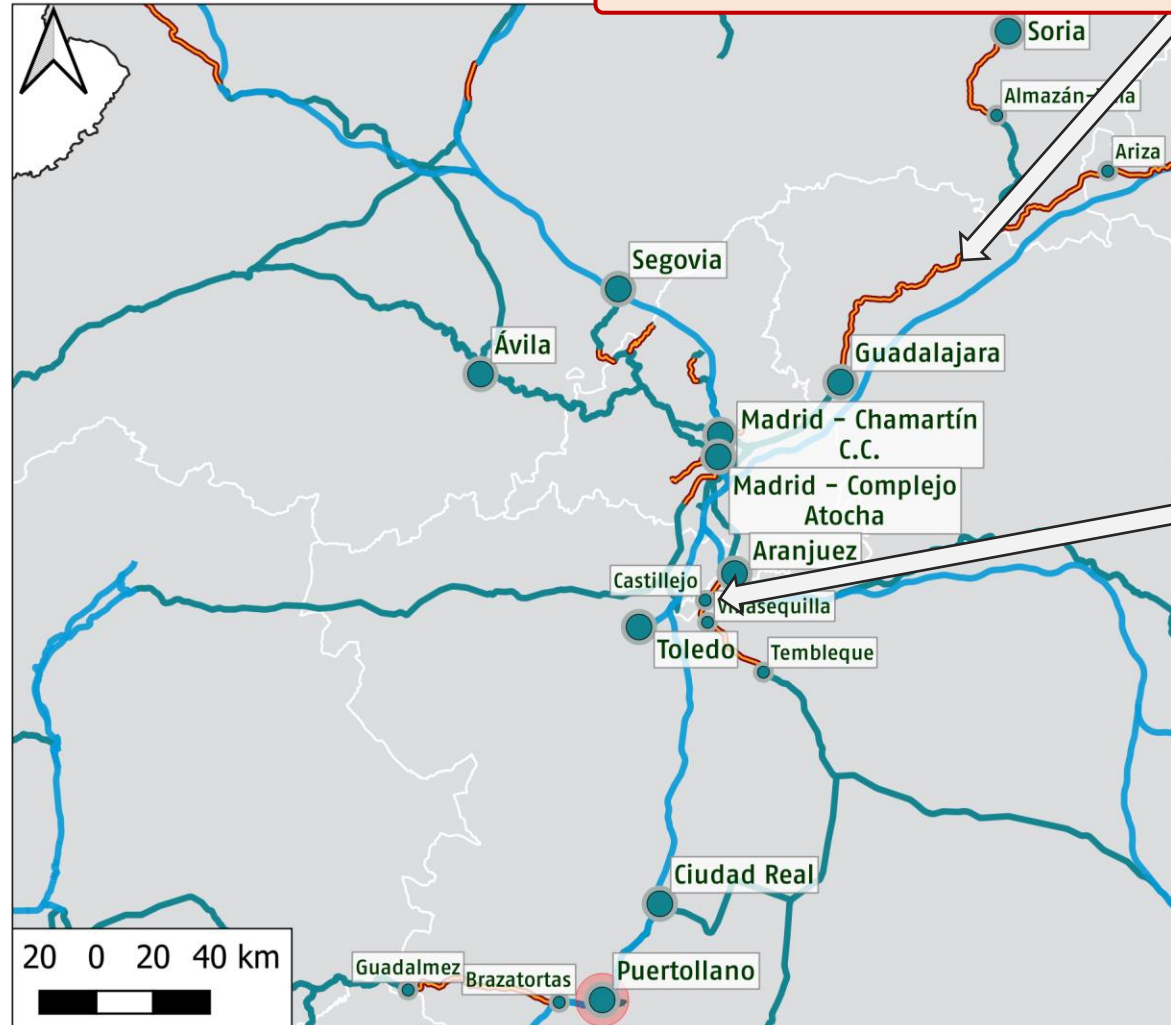 Soria
Ariza
Segovia
Ávila
Guadalajara
Madrid - Chamartín
C.C.
Madrid - Complejo
Atocha
Aranjuez
Castillejo
Villasequilla
Toledo
Tembleque
Ciudad Real
20 0 20 40 km
Guadalmez
Brazatortas
Puertollano